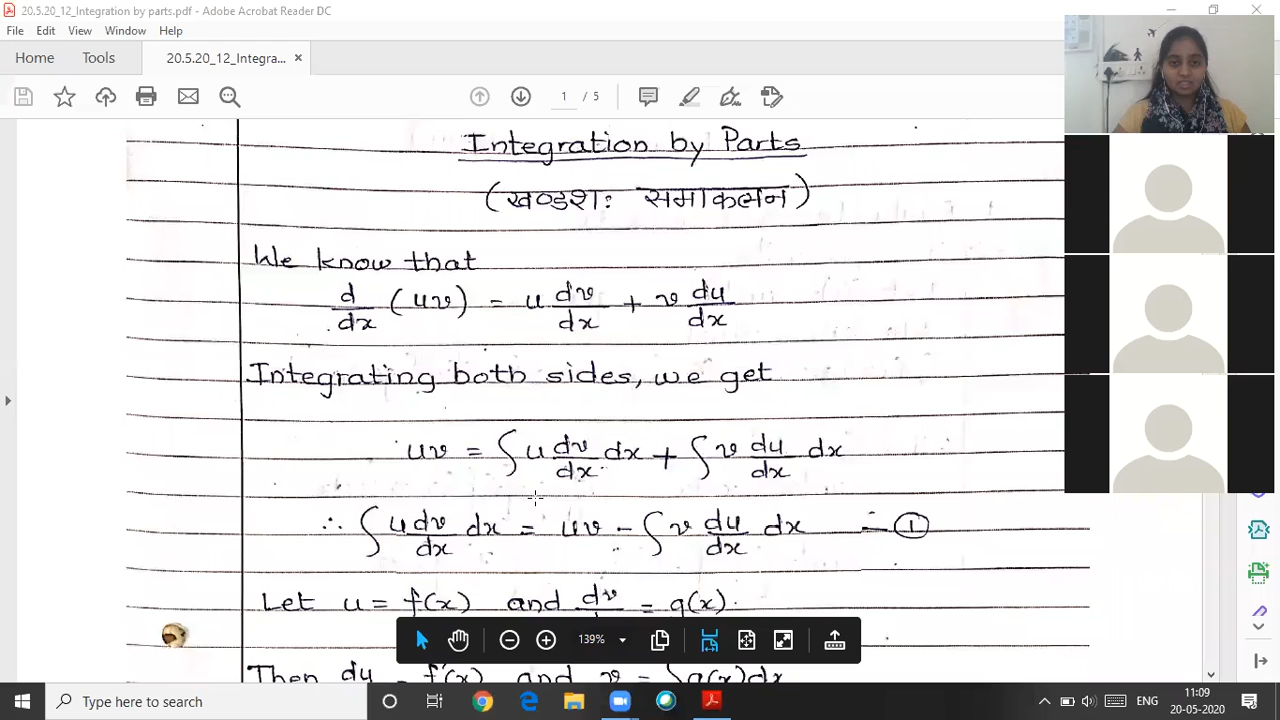 20.5.20_12_Integration by parts.pdf - Adobe Acrobat Reader DC
File Edit View Window Help
Home Tools 20.5.20_12_Integra... ×
1 / 5
Integration by Parts
(खण्डशः समाकलन)
We know that
d/dx (uv) = u dv/dx + v du/dx
Integrating both sides, we get
uv = ∫ u dv/dx dx + ∫ v du/dx dx
∴ ∫ u dv/dx dx = uv - ∫ v du/dx dx — ①
Let u = f(x) and dv/ = g(x).
139%
Then du = f'(x) and v = ∫g(x)dx
Type here to search
ENG
11:09
20-05-2020